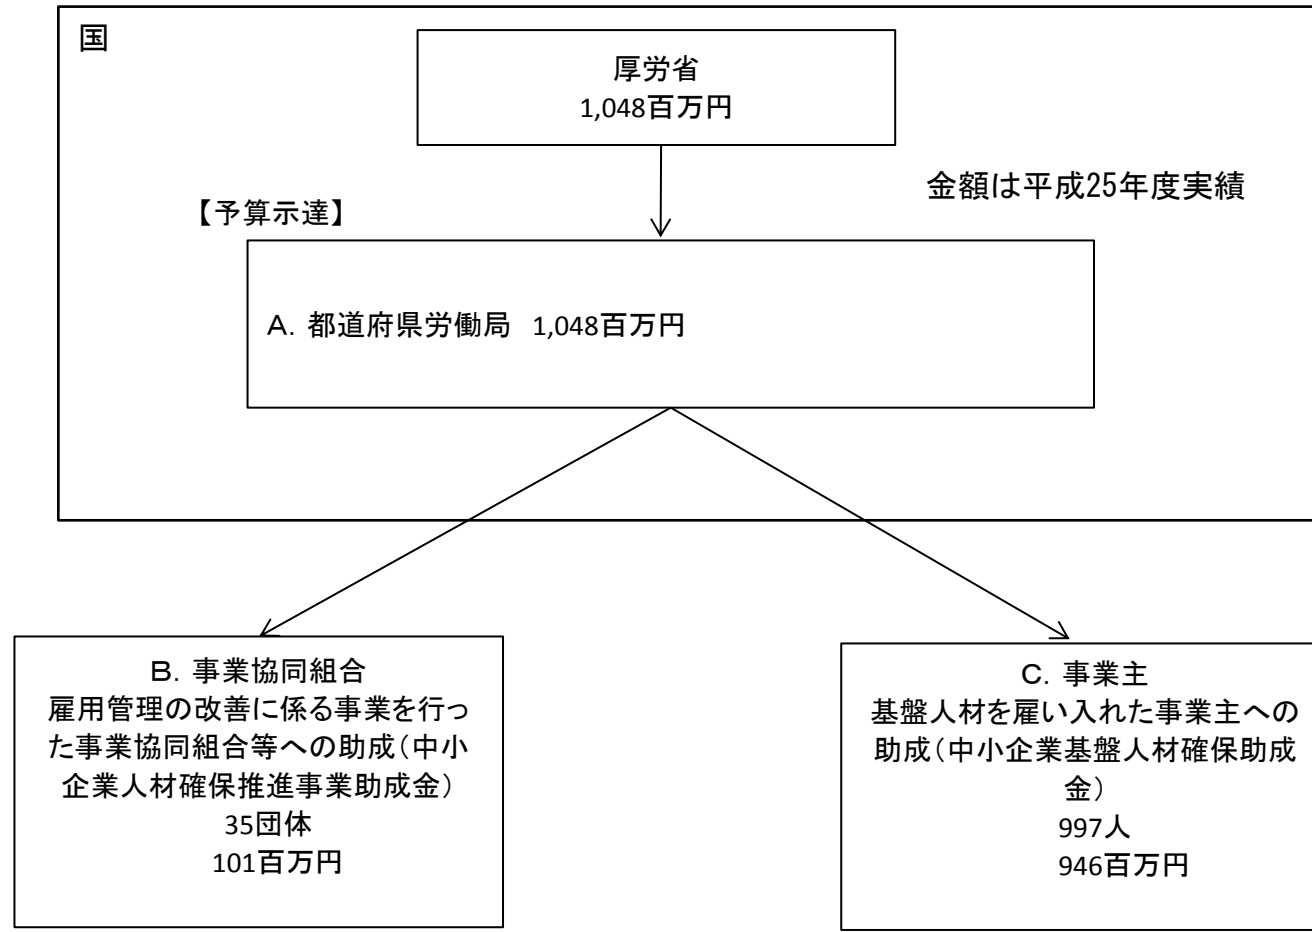 国
厚労省
1,048百万円
金額は平成25年度実績
【予算示達】
Ａ．都道府県労働局　1,048百万円
Ｂ．事業協同組合
雇用管理の改善に係る事業を行っ
た事業協同組合等への助成（中小
企業人材確保推進事業助成金）
35団体
101百万円
Ｃ．事業主
基盤人材を雇い入れた事業主への
助成（中小企業基盤人材確保助成
金）
997人
946百万円